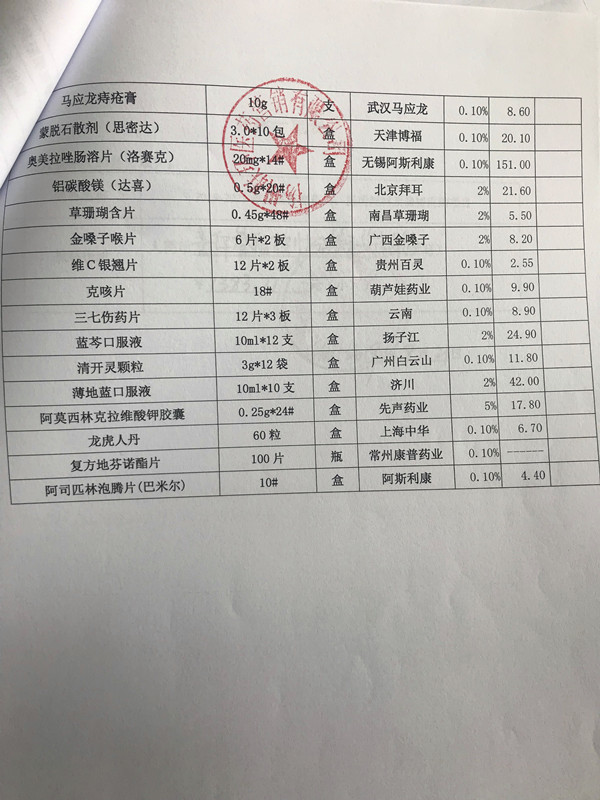 马应龙痔疮膏 10g 支 武汉马应龙 0.10% 8.60
蒙脱石散剂（思密达） 3.0*10包 盒 天津博福 0.10% 20.10
奥美拉唑肠溶片（洛赛克） 20mg*14# 盒 无锡阿斯利康 0.10% 151.00
铝碳酸镁（达喜） 0.5g*20# 盒 北京拜耳 2% 21.60
草珊瑚含片 0.45g*48# 盒 南昌草珊瑚 2% 5.50
金嗓子喉片 6片*2板 盒 广西金嗓子 2% 8.20
维C银翘片 12片*2板 盒 贵州百灵 0.10% 2.55
克咳片 18# 盒 葫芦娃药业 0.10% 9.90
三七伤药片 12片*3板 盒 云南 0.10% 8.90
蓝芩口服液 10ml*12支 盒 扬子江 2% 24.90
清开灵颗粒 3g*12袋 盒 广州白云山 0.10% 11.80
薄地蓝口服液 10ml*10支 盒 济川 2% 42.00
阿莫西林克拉维酸钾胶囊 0.25g*24# 盒 先声药业 5% 17.80
龙虎人丹 60粒 盒 上海中华 0.10% 6.70
复方地芬诺酯片 100片 瓶 常州康普药业 0.10% ------
阿司匹林泡腾片(巴米尔) 10# 盒 阿斯利康 0.10% 4.40